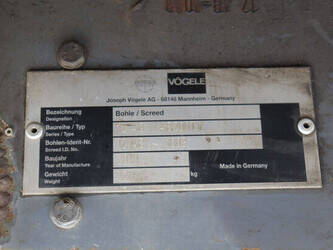 VÖGELE
Joseph Vögele AG - 68146 Mannheim - Germany
Bezeichnung
Designation
Bohle / Screed
Baureihe / Typ
Series / Type
Bohlen-Ident-Nr.
Screed I.D. No.
Baujahr
Year of Manufacture
Made in Germany
Gewicht
Weight
kg